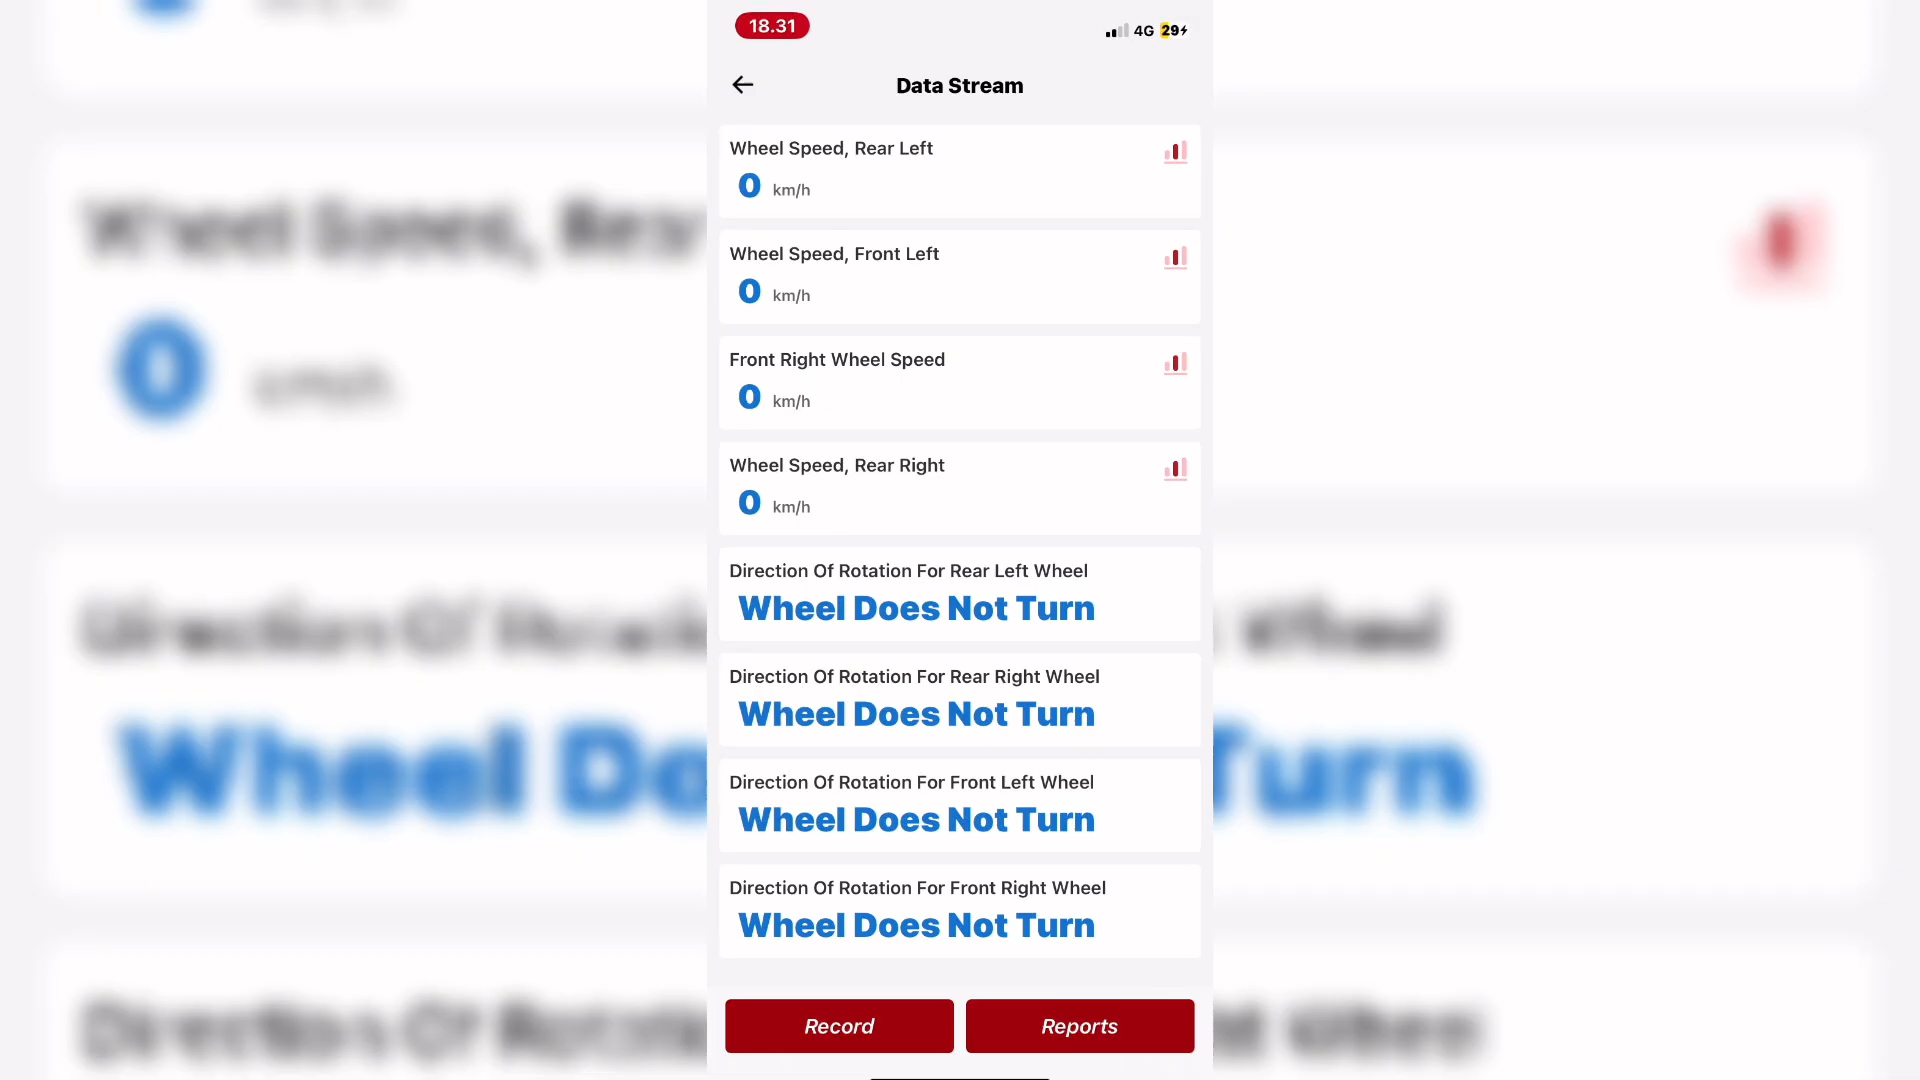 18.31
4G 29
Data Stream
Wheel Speed, Rear Left
0 km/h
Wheel Speed, Front Left
0 km/h
Front Right Wheel Speed
0 km/h
Wheel Speed, Rear Right
0 km/h
Direction Of Rotation For Rear Left Wheel
Wheel Does Not Turn
Direction Of Rotation For Rear Right Wheel
Wheel Does Not Turn
Direction Of Rotation For Front Left Wheel
Wheel Does Not Turn
Direction Of Rotation For Front Right Wheel
Wheel Does Not Turn
Record
Reports